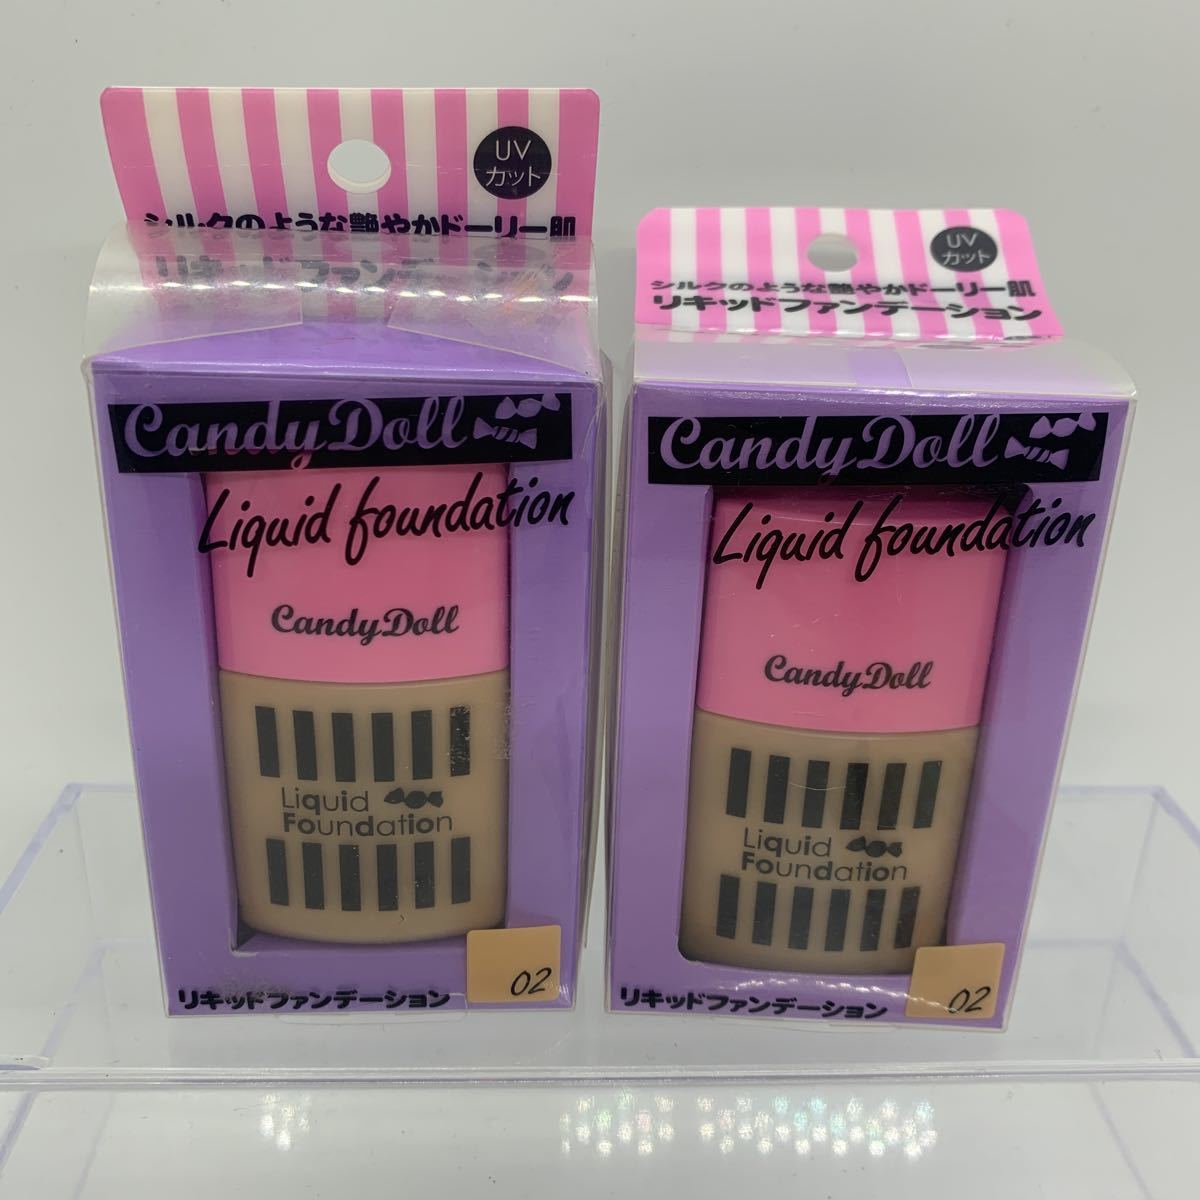 UV
カット
シルクのような艶やかドーリー肌
リキッドファンデーション
CandyDoll
Liquid foundation
CandyDoll
Liquid
Foundation
リキッドファンデーション
02
UV
カット
シルクのような艶やかドーリー肌
リキッドファンデーション
CandyDoll
Liquid foundation
CandyDoll
Liquid
Foundation
リキッドファンデーション
02